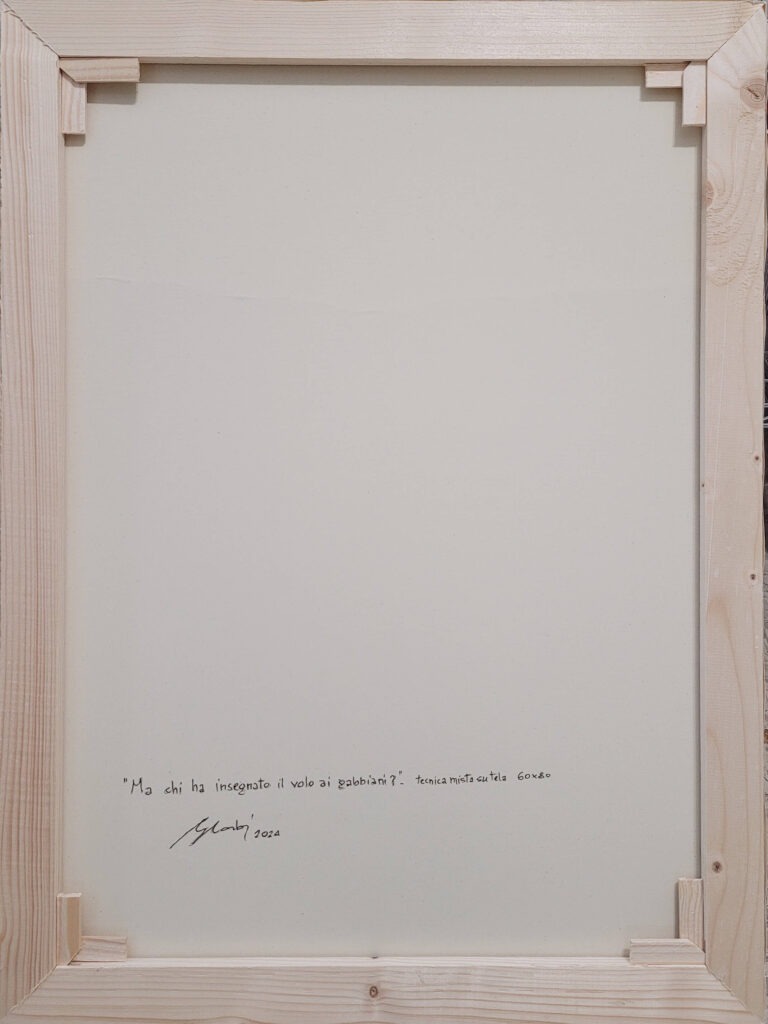 "Ma chi ha insegnato il volo ai gabbiani?". tecnica mista su tela 60x80
2024